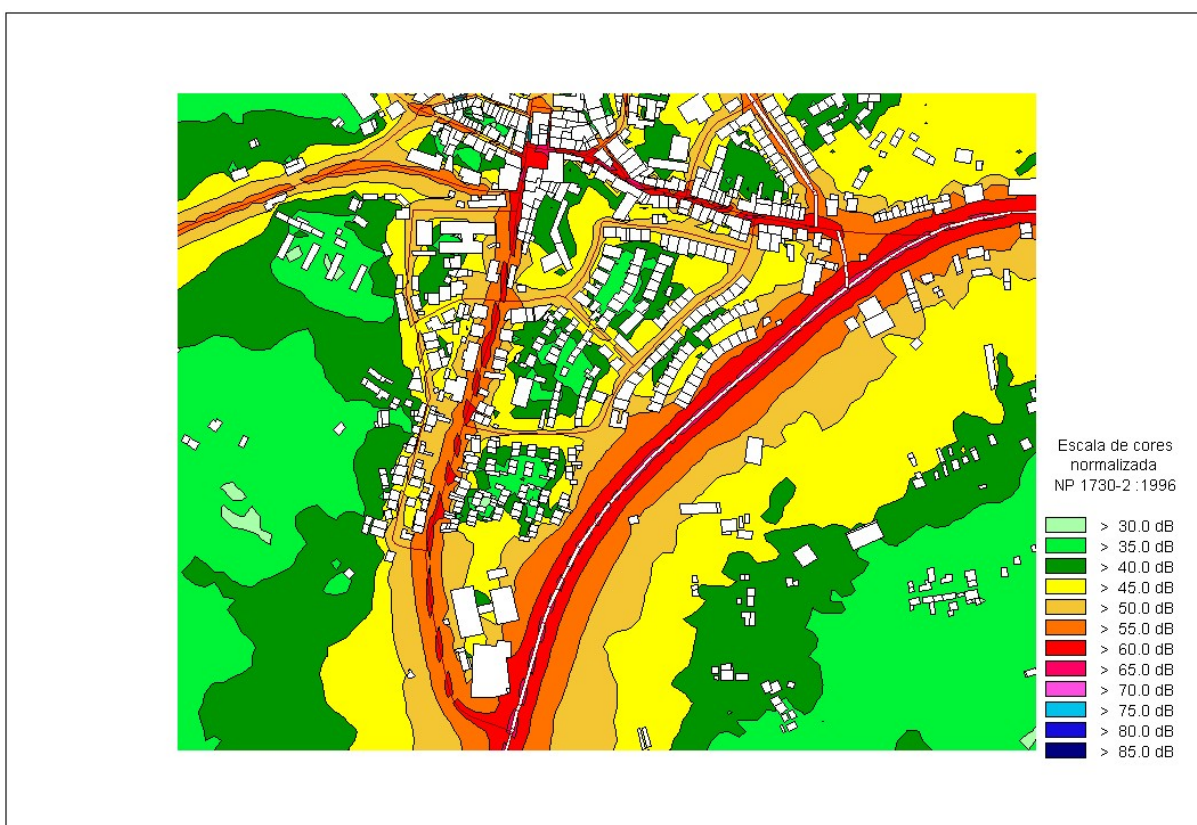 Escala de cores
normalizada
NP 1730-2 :1996
> 30.0 dB
> 35.0 dB
> 40.0 dB
> 45.0 dB
> 50.0 dB
> 55.0 dB
> 60.0 dB
> 65.0 dB
> 70.0 dB
> 75.0 dB
> 80.0 dB
> 85.0 dB